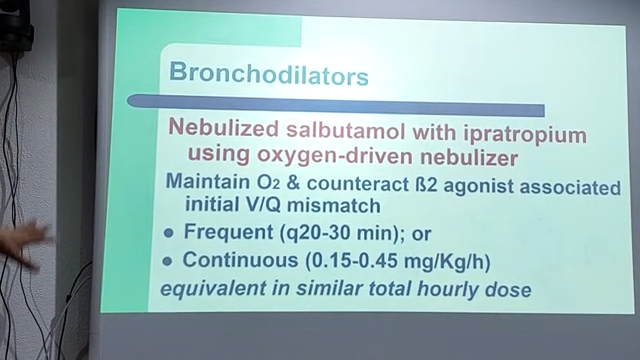 Bronchodilators
Nebulized salbutamol with ipratropium
using oxygen-driven nebulizer
Maintain O2 & counteract ß2 agonist associated
initial V/Q mismatch
● Frequent (q20-30 min); or
● Continuous (0.15-0.45 mg/Kg/h)
equivalent in similar total hourly dose